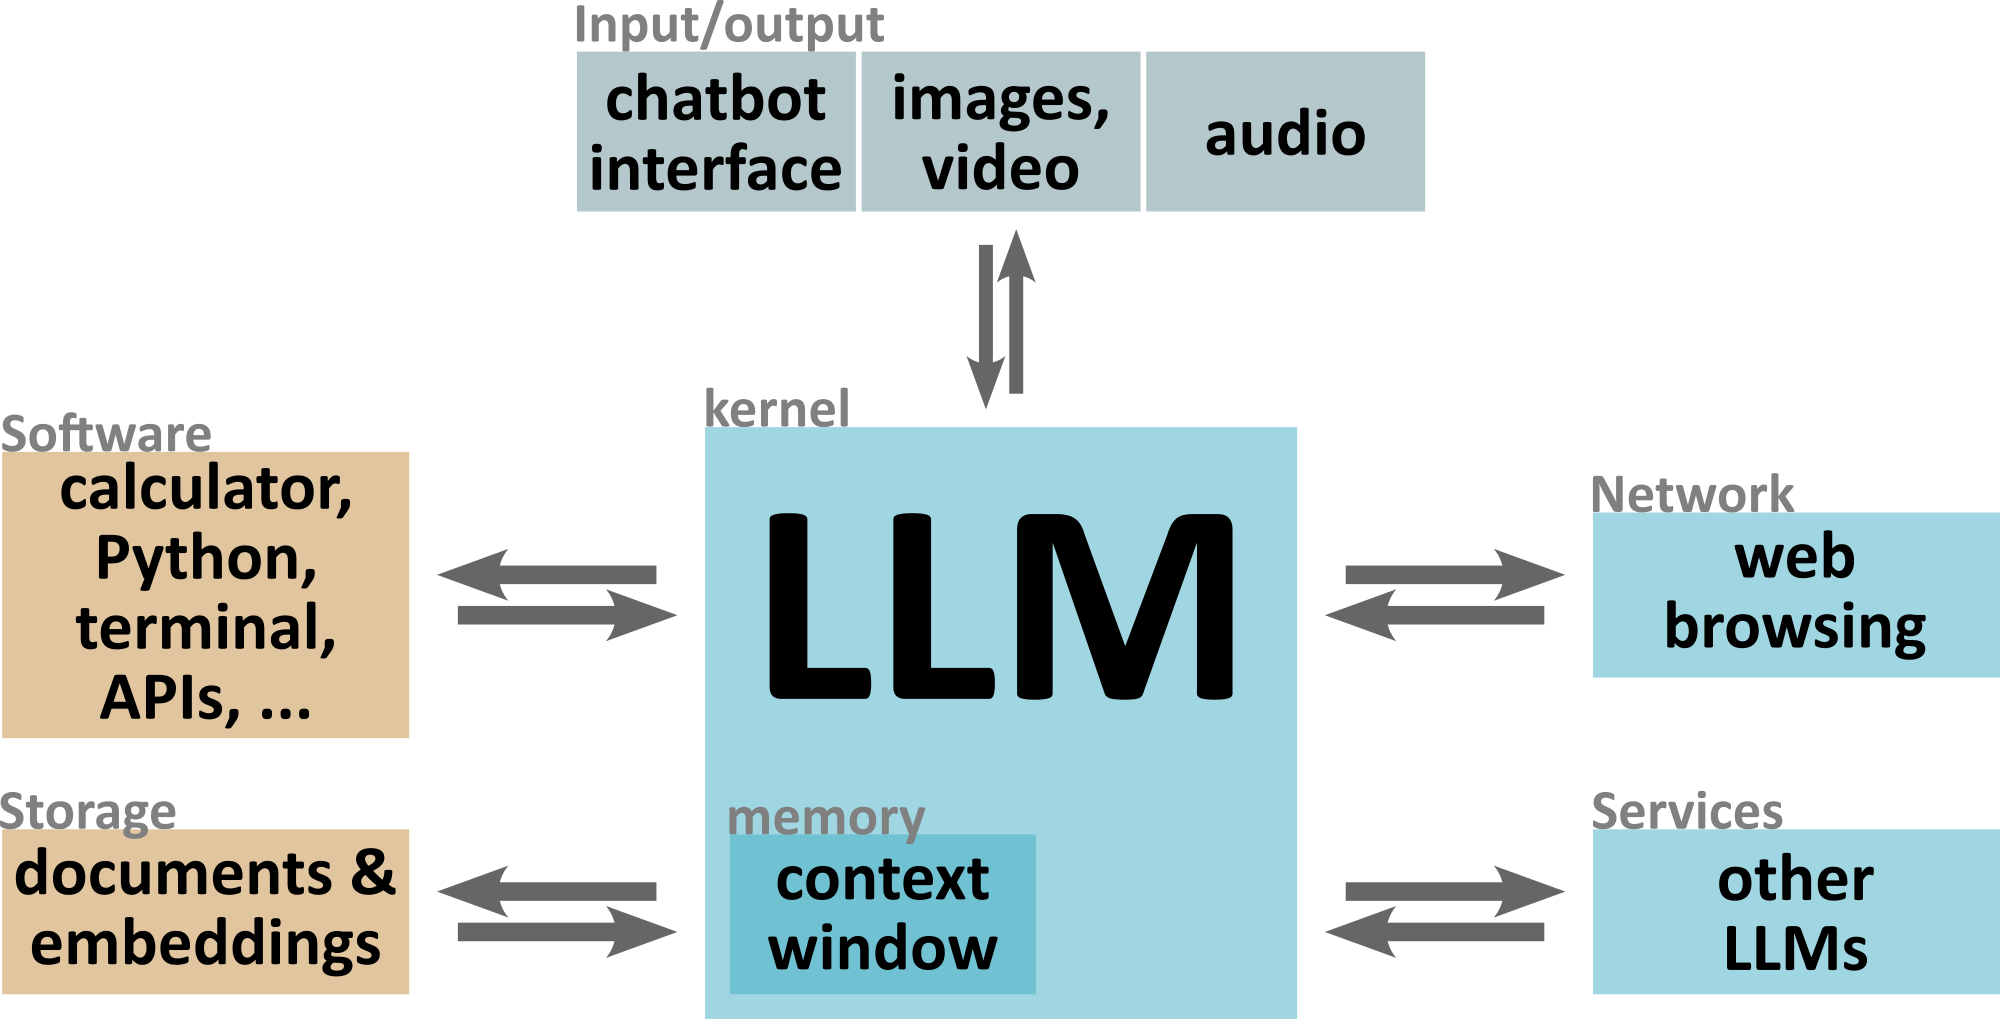 Input/output
chatbot
interface
images,
video
audio
kernel
LLM
memory
context
window
Software
calculator,
Python,
terminal,
APIs, ...
Storage
documents &
embeddings
Network
web
browsing
Services
other
LLMs